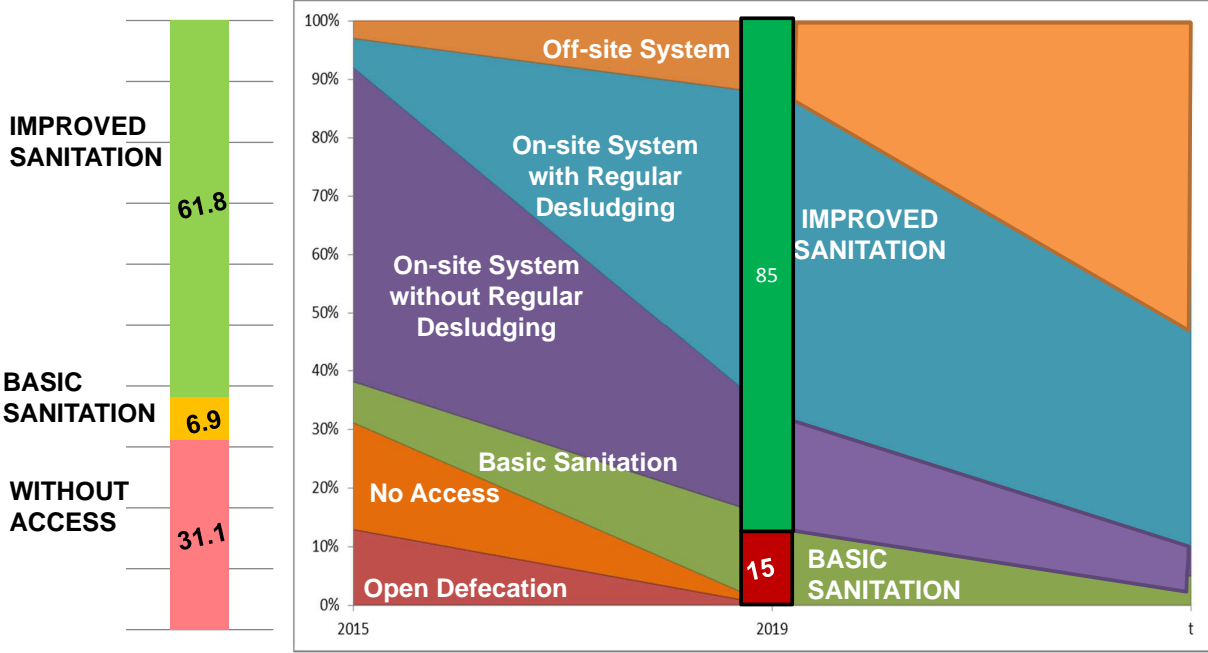 IMPROVED
SANITATION
61.8
BASIC
SANITATION
6.9
WITHOUT
ACCESS
31.1
100%
90%
80%
70%
60%
50%
40%
30%
20%
10%
0%
Off-site System
On-site System
with Regular
Desludging
On-site System
without Regular
Desludging
Basic Sanitation
No Access
Open Defecation
85
15
IMPROVED
SANITATION
BASIC
SANITATION
2015
2019
t